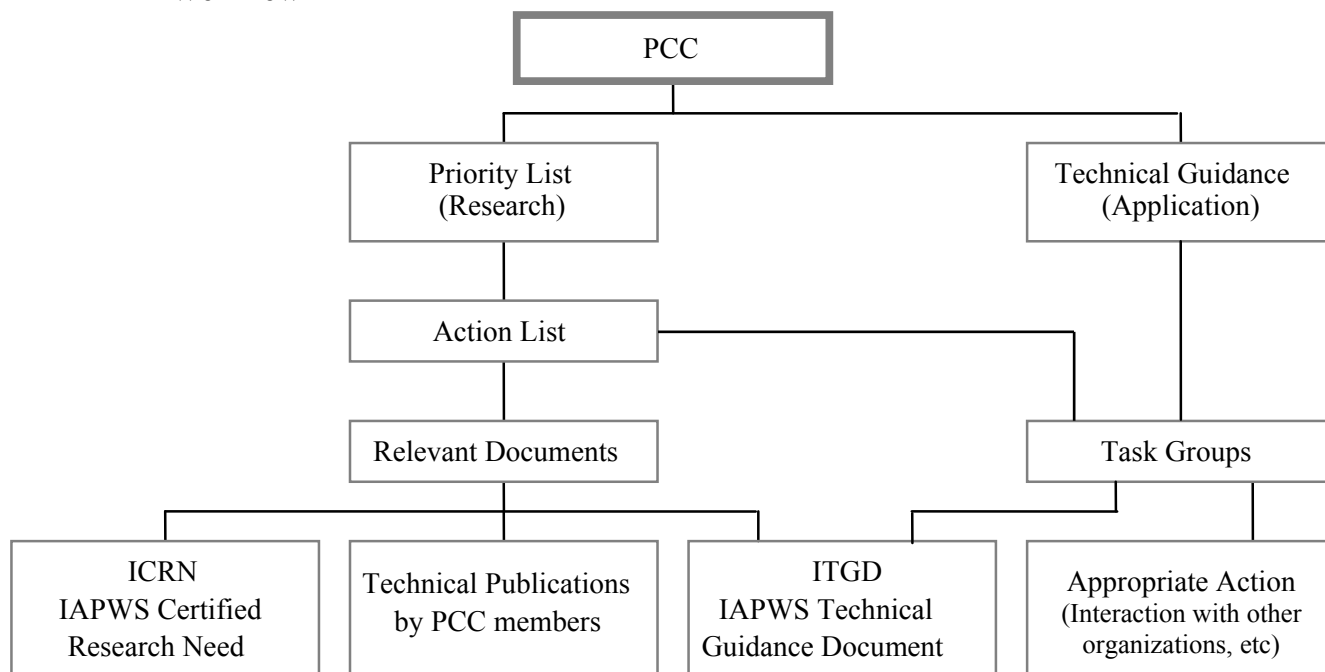 PCC
Priority List
(Research)
Technical Guidance
(Application)
Action List
Relevant Documents
Task Groups
ICRN
IAPWS Certified
Research Need
Technical Publications
by PCC members
ITGD
IAPWS Technical
Guidance Document
Appropriate Action
(Interaction with other
organizations, etc)